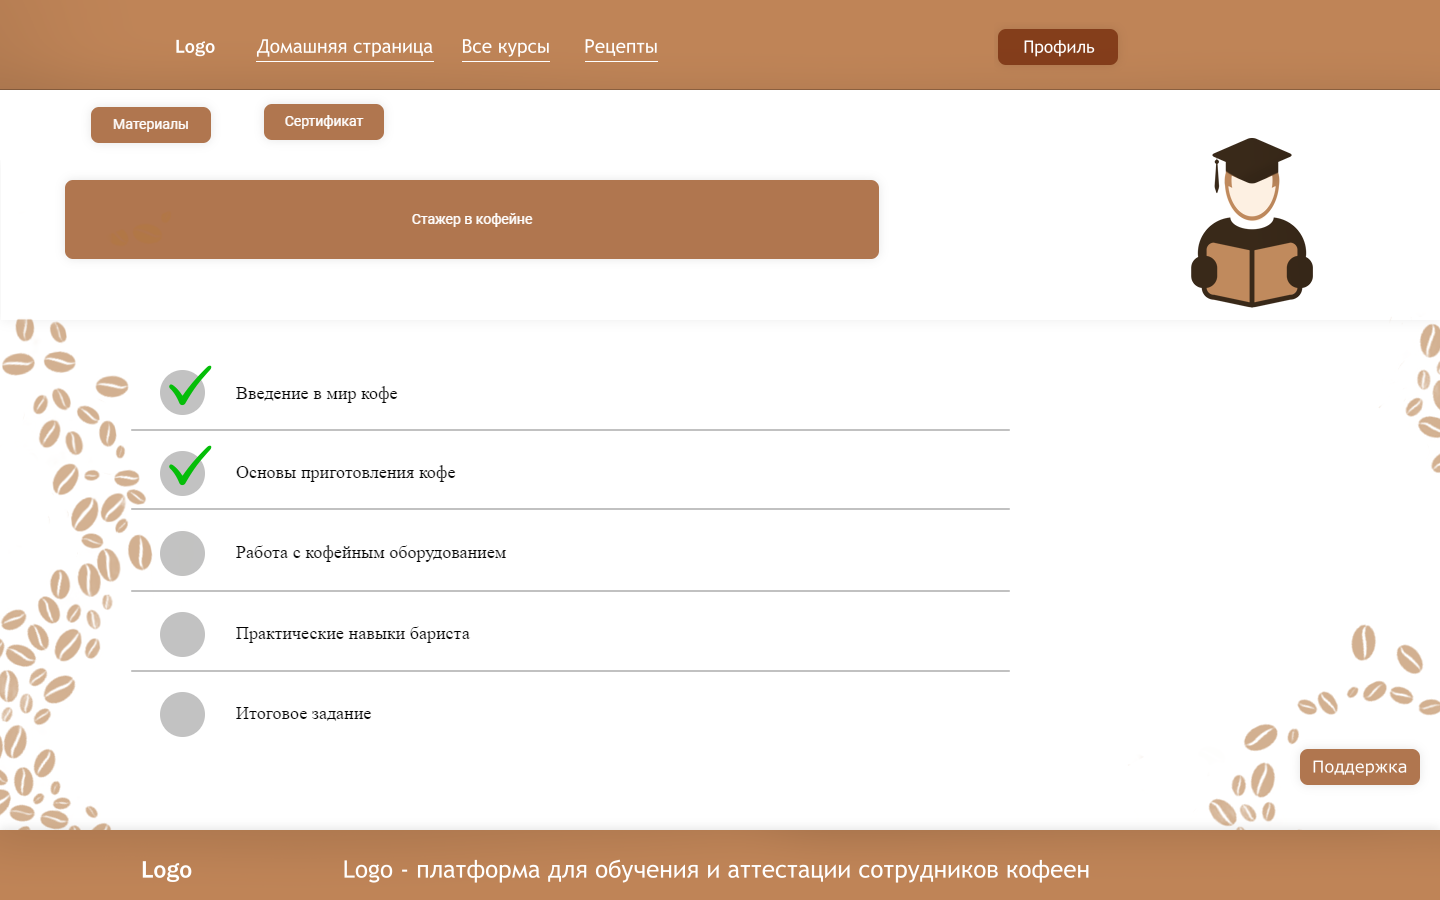 Logo Домашняя страница Все курсы Рецепты Профиль
Материалы Сертификат
Стажер в кофейне
Введение в мир кофе
Основы приготовления кофе
Работа с кофейным оборудованием
Практические навыки бариста
Итоговое задание
Поддержка
Logo Logo - платформа для обучения и аттестации сотрудников кофеен